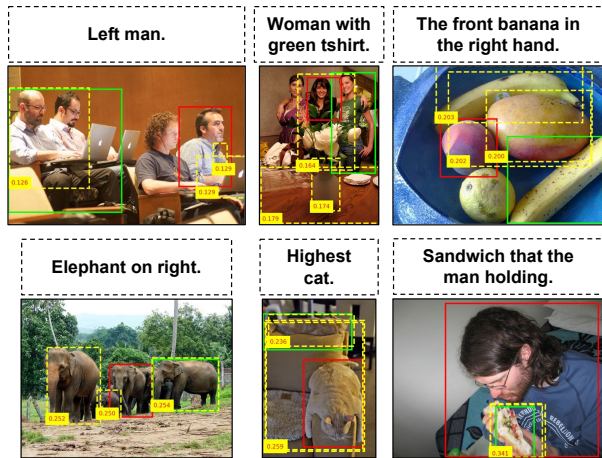 Left man.
Woman with
green tshirt.
The front banana in
the right hand.
0.126
0.129
0.129
0.164
0.174
0.179
0.203
0.202
0.200
Elephant on right.
Highest
cat.
Sandwich that the
man holding.
0.252
0.250
0.254
0.236
0.259
0.341